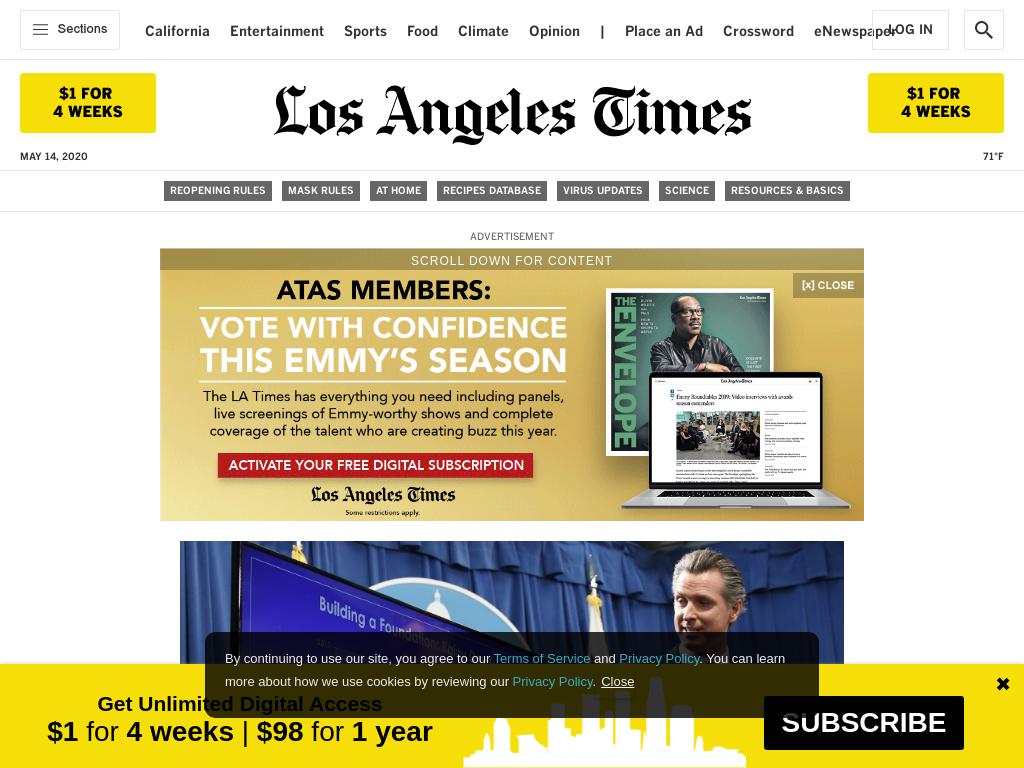 Sections
California Entertainment Sports Food Climate Opinion | Place an Ad Crossword eNewspaper
LOG IN
$1 FOR
4 WEEKS
Los Angeles Times
$1 FOR
4 WEEKS
MAY 14, 2020
71°F
REOPENING RULES MASK RULES AT HOME RECIPES DATABASE VIRUS UPDATES SCIENCE RESOURCES & BASICS
ADVERTISEMENT
SCROLL DOWN FOR CONTENT
[x] CLOSE
ATAS MEMBERS:
VOTE WITH CONFIDENCE
THIS EMMY'S SEASON
The LA Times has everything you need including panels,
live screenings of Emmy-worthy shows and complete
coverage of the talent who are creating buzz this year.
ACTIVATE YOUR FREE DIGITAL SUBSCRIPTION
Los Angeles Times
Some restrictions apply.
THE
ENVELOPE
Los Angeles Times
Emmy Roundtables 2019: Video interviews with awards
season contenders
Building a Foundation:
By continuing to use our site, you agree to our Terms of Service and Privacy Policy. You can learn
more about how we use cookies by reviewing our Privacy Policy. Close
Get Unlimited Digital Access
$1 for 4 weeks | $98 for 1 year
SUBSCRIBE